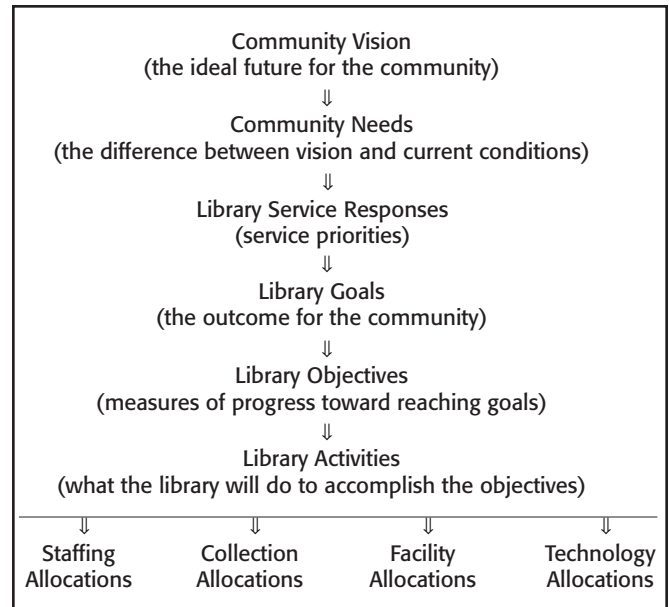 Community Vision
(the ideal future for the community)
⇓
Community Needs
(the difference between vision and current conditions)
⇓
Library Service Responses
(service priorities)
⇓
Library Goals
(the outcome for the community)
⇓
Library Objectives
(measures of progress toward reaching goals)
⇓
Library Activities
(what the library will do to accomplish the objectives)
⇓ ⇓ ⇓ ⇓
Staffing Collection Facility Technology
Allocations Allocations Allocations Allocations